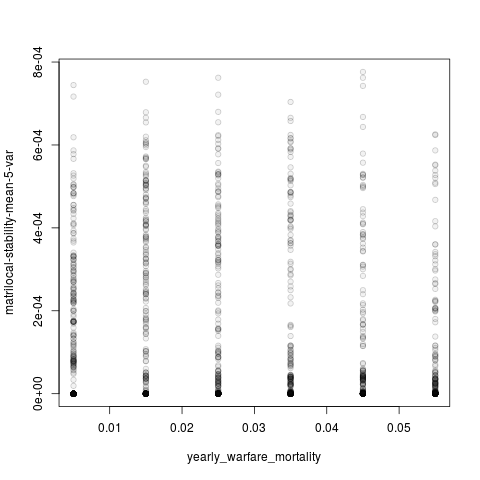 8e-04
6e-04
4e-04
2e-04
0e+00
matrilocal-stability-mean-5-var
0.01 0.02 0.03 0.04 0.05
yearly_warfare_mortality